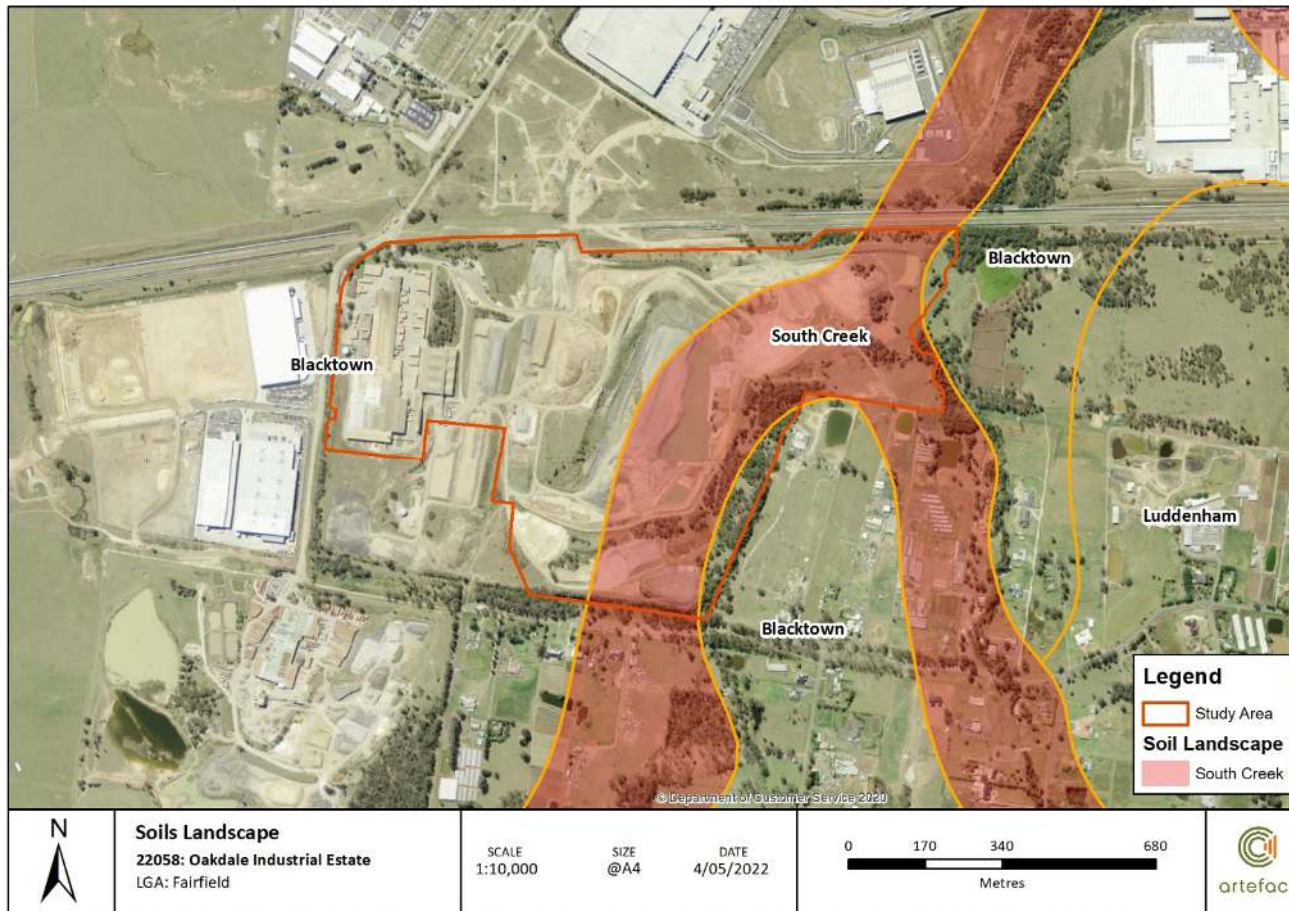 Blacktown
South Creek
Blacktown
Luddenham
Blacktown
Legend
Study Area
Soil Landscape
South Creek
© Department of Customer Service 2020
N
Soils Landscape
22058: Oakdale Industrial Estate
LGA: Fairfield
SCALE
1:10,000
SIZE
@A4
DATE
4/05/2022
0 170 340 680
Metres
artefac